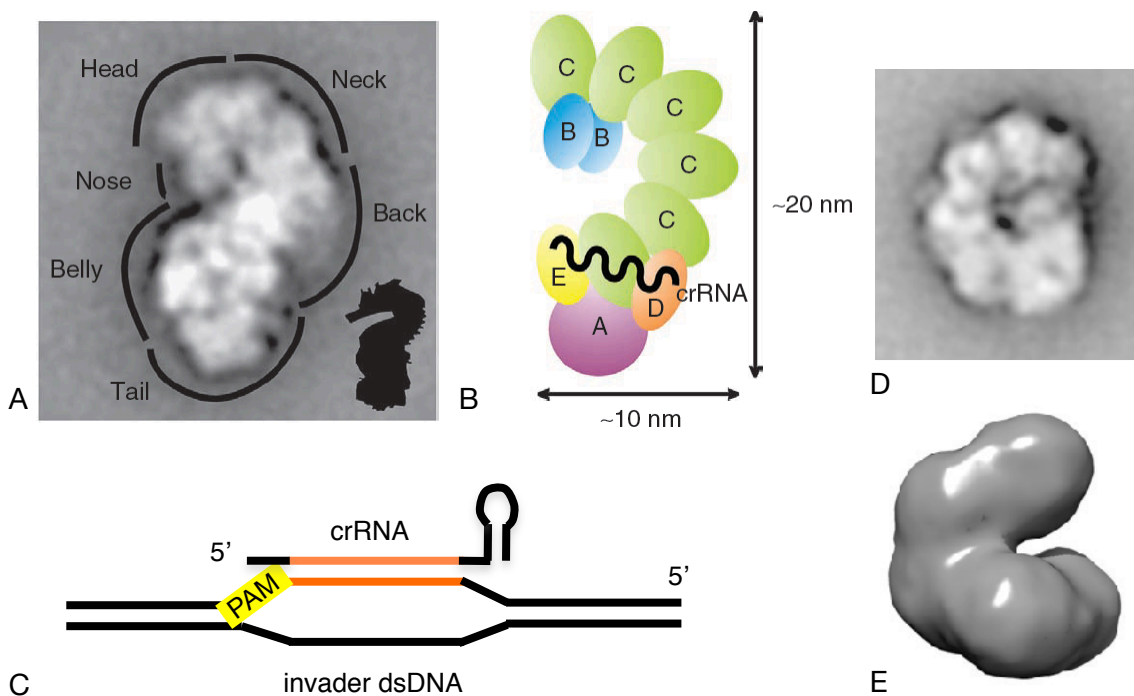 Head
Neck
Nose
Back
Belly
Tail
A
C
C
C
C
C
B
B
E
D
A
crRNA
~20 nm
~10 nm
B
D
5’
crRNA
5’
PAM
invader dsDNA
C
E